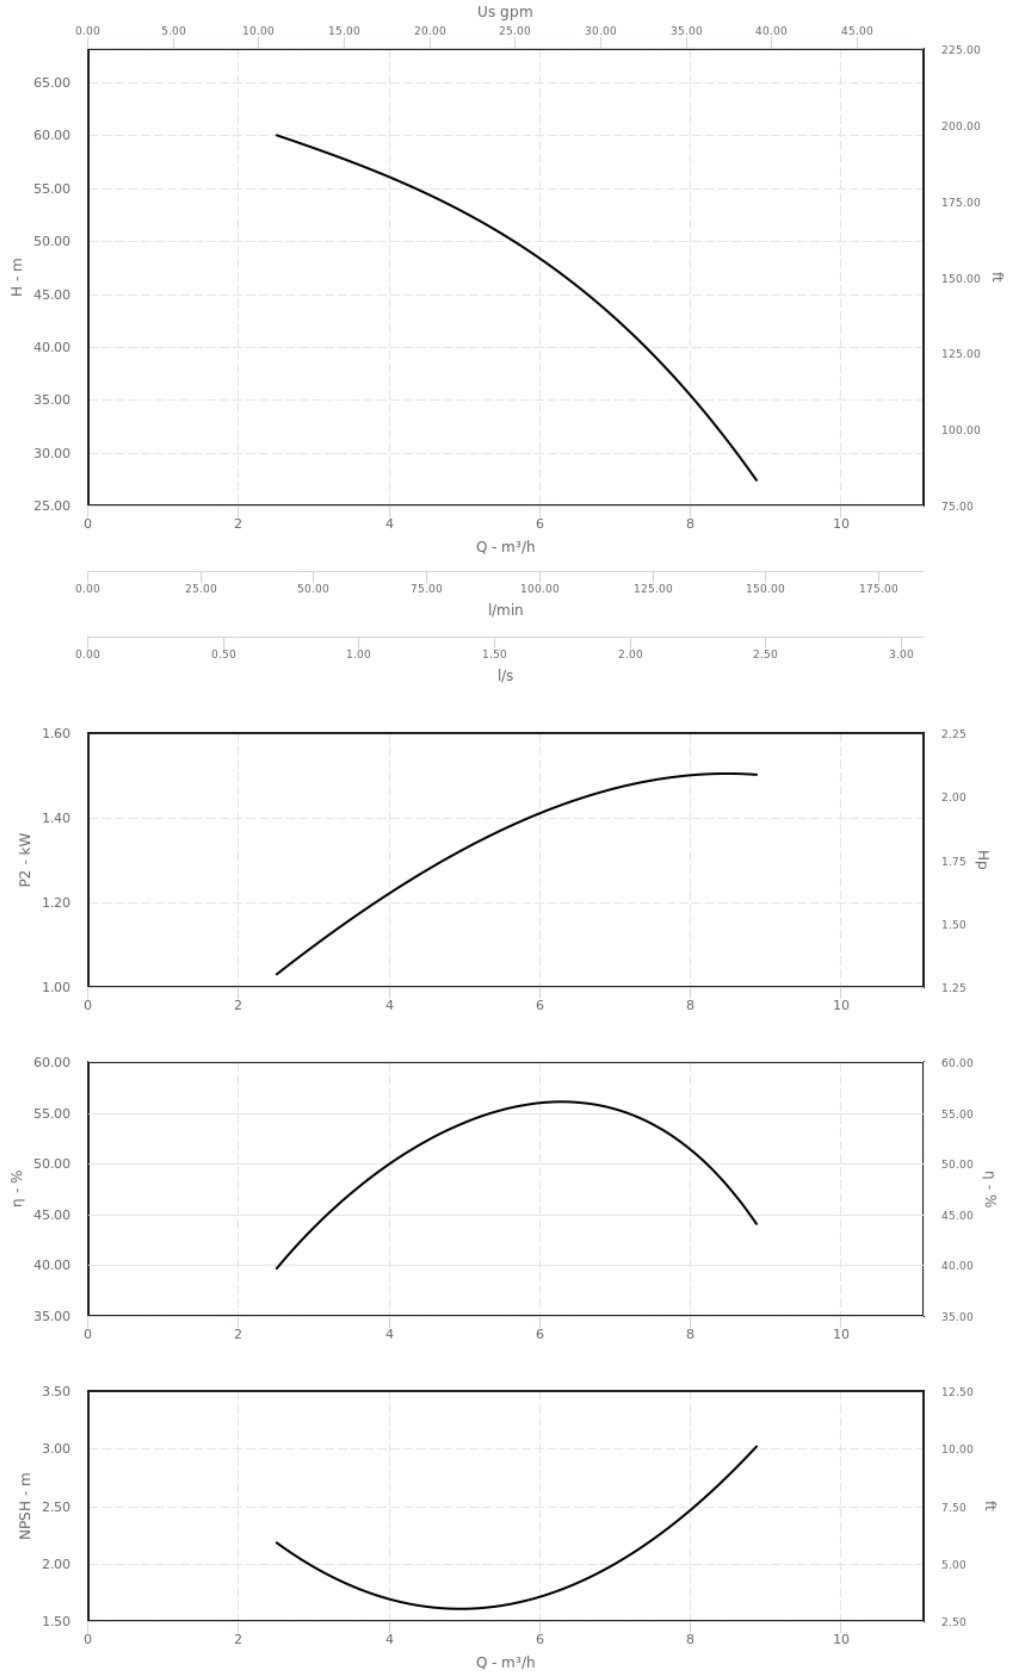 Us gpm
0.00 5.00 10.00 15.00 20.00 25.00 30.00 35.00 40.00 45.00
225.00
65.00
60.00
200.00
55.00
175.00
50.00
H - m
45.00
150.00
ft
40.00
125.00
35.00
100.00
30.00
25.00
75.00
0 2 4 6 8 10
Q - m³/h
0.00 25.00 50.00 75.00 100.00 125.00 150.00 175.00
l/min
0.00 0.50 1.00 1.50 2.00 2.50 3.00
l/s
1.60
2.25
2.00
1.40
P2 - kW
1.75
Hp
1.20
1.50
1.00
1.25
0 2 4 6 8 10
60.00 60.00
55.00 55.00
50.00 50.00
η - %
η - %
45.00 45.00
40.00 40.00
35.00 35.00
0 2 4 6 8 10
3.50 12.50
3.00 10.00
NPSH - m
2.50 7.50
ft
2.00 5.00
1.50 2.50
0 2 4 6 8 10
Q - m³/h